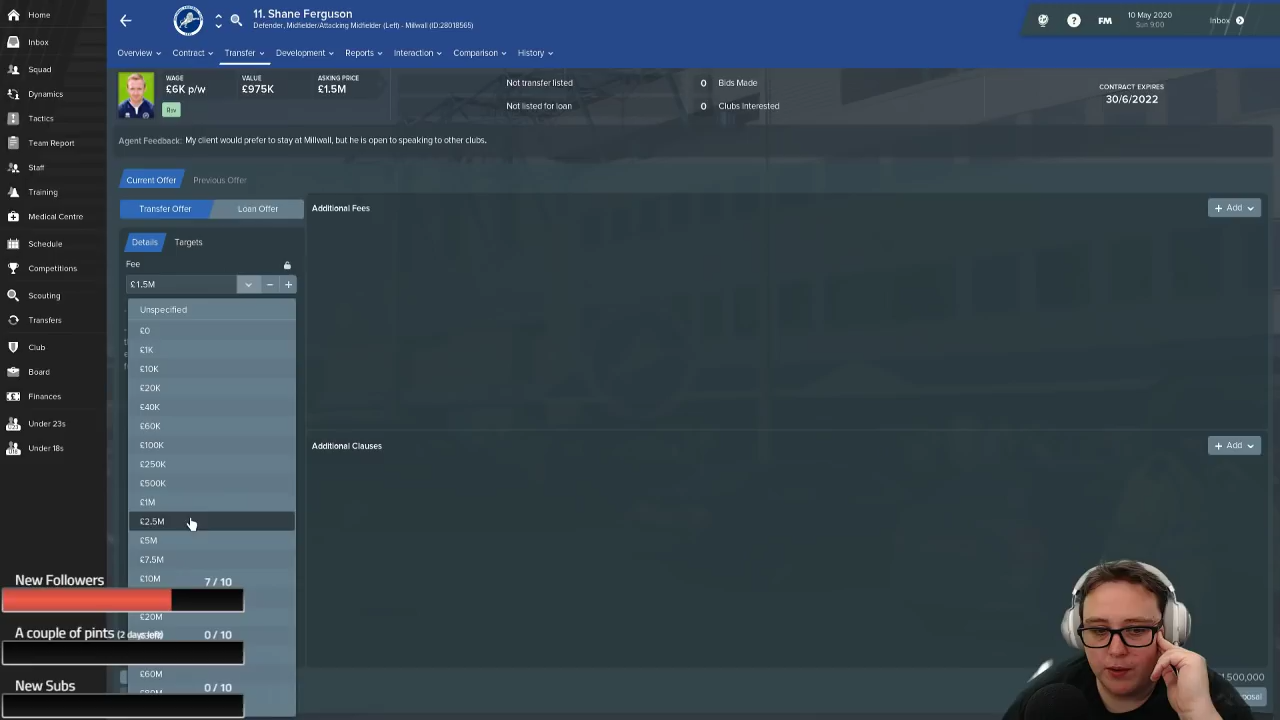 Home
Inbox
Squad
Dynamics
Tactics
Team Report
Staff
Training
Medical Centre
Schedule
Competitions
Scouting
Transfers
Club
Board
Finances
Under 23s
Under 18s
11. Shane Ferguson
Defender, Midfielder/Attacking Midfielder (Left) - Millwall (ID:28018565)
FM
10 May 2020
Sun 9:00
Inbox
Overview
Contract
Transfer
Development
Reports
Interaction
Comparison
History
WAGE
£6K p/w
VALUE
£975K
ASKING PRICE
£1.5M
Rsv
Not transfer listed
0 Bids Made
Not listed for loan
0 Clubs Interested
CONTRACT EXPIRES
30/6/2022
Agent Feedback: My client would prefer to stay at Millwall, but he is open to speaking to other clubs.
Current Offer
Previous Offer
Transfer Offer
Loan Offer
Additional Fees
+ Add
Details
Targets
Fee
£1.5M
Unspecified
£0
£1K
£10K
£20K
£40K
£60K
£100K
£250K
£500K
£1M
£2.5M
£5M
£7.5M
£10M
£20M
£60M
Additional Clauses
+ Add
New Followers
7 / 10
A couple of pints (2 days left)
0 / 10
New Subs
0 / 10